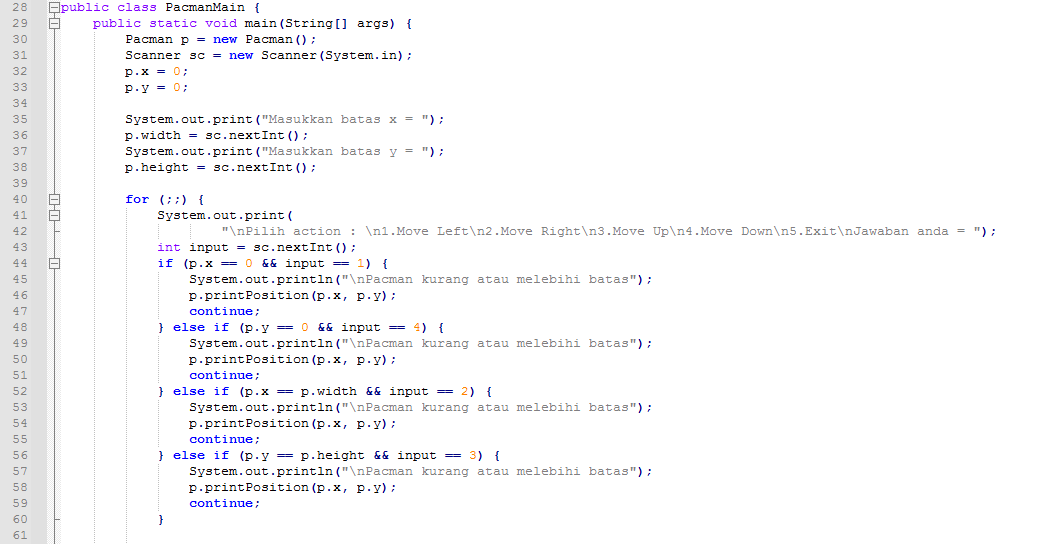 28 public class PacmanMain {
29     public static void main(String[] args) {
30         Pacman p = new Pacman();
31         Scanner sc = new Scanner(System.in);
32         p.x = 0;
33         p.y = 0;
34
35         System.out.print("Masukkan batas x = ");
36         p.width = sc.nextInt();
37         System.out.print("Masukkan batas y = ");
38         p.height = sc.nextInt();
39
40         for (;;) {
41             System.out.print(
42                     "\nPilih action : \n1.Move Left\n2.Move Right\n3.Move Up\n4.Move Down\n5.Exit\nJawaban anda = ");
43             int input = sc.nextInt();
44             if (p.x == 0 && input == 1) {
45                 System.out.println("\nPacman kurang atau melebihi batas");
46                 p.printPosition(p.x, p.y);
47                 continue;
48             } else if (p.y == 0 && input == 4) {
49                 System.out.println("\nPacman kurang atau melebihi batas");
50                 p.printPosition(p.x, p.y);
51                 continue;
52             } else if (p.x == p.width && input == 2) {
53                 System.out.println("\nPacman kurang atau melebihi batas");
54                 p.printPosition(p.x, p.y);
55                 continue;
56             } else if (p.y == p.height && input == 3) {
57                 System.out.println("\nPacman kurang atau melebihi batas");
58                 p.printPosition(p.x, p.y);
59                 continue;
60             }
61